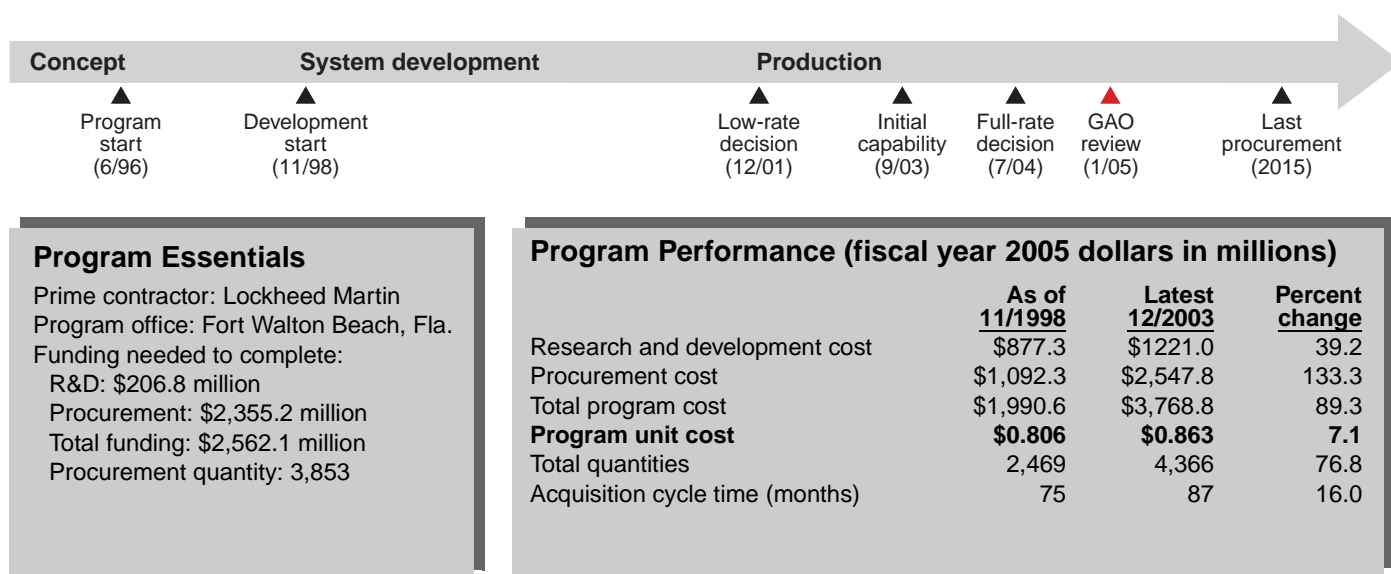 Concept System development Production
Program start (6/96)
Development start (11/98)
Low-rate decision (12/01)
Initial capability (9/03)
Full-rate decision (7/04)
GAO review (1/05)
Last procurement (2015)
Program Essentials
Prime contractor: Lockheed Martin
Program office: Fort Walton Beach, Fla.
Funding needed to complete:
R&D: $206.8 million
Procurement: $2,355.2 million
Total funding: $2,562.1 million
Procurement quantity: 3,853
Program Performance (fiscal year 2005 dollars in millions)
As of Latest Percent
11/1998 12/2003 change
Research and development cost $877.3 $1221.0 39.2
Procurement cost $1,092.3 $2,547.8 133.3
Total program cost $1,990.6 $3,768.8 89.3
Program unit cost $0.806 $0.863 7.1
Total quantities 2,469 4,366 76.8
Acquisition cycle time (months) 75 87 16.0